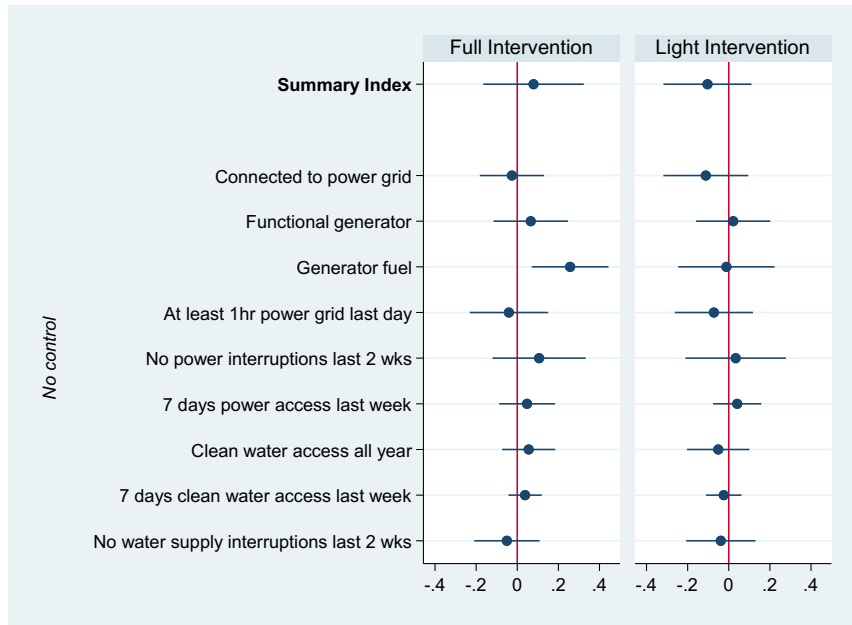 Full Intervention
Light Intervention
Summary Index
Connected to power grid
Functional generator
Generator fuel
At least 1hr power grid last day
No power interruptions last 2 wks
7 days power access last week
Clean water access all year
7 days clean water access last week
No water supply interruptions last 2 wks
No control
-.4 -.2 0 .2 .4
-.4 -.2 0 .2 .4